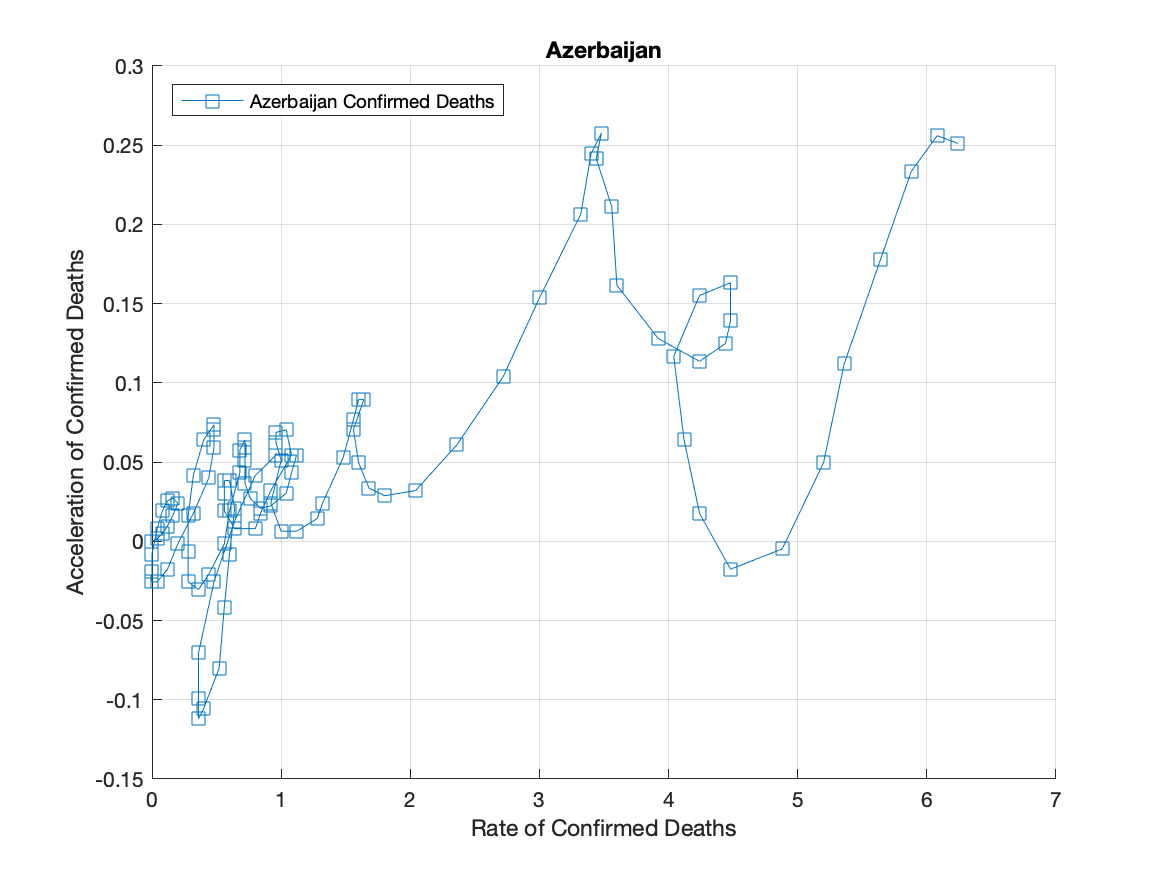 Azerbaijan
Azerbaijan Confirmed Deaths
Acceleration of Confirmed Deaths
0.3
0.25
0.2
0.15
0.1
0.05
0
-0.05
-0.1
-0.15
0 1 2 3 4 5 6 7
Rate of Confirmed Deaths